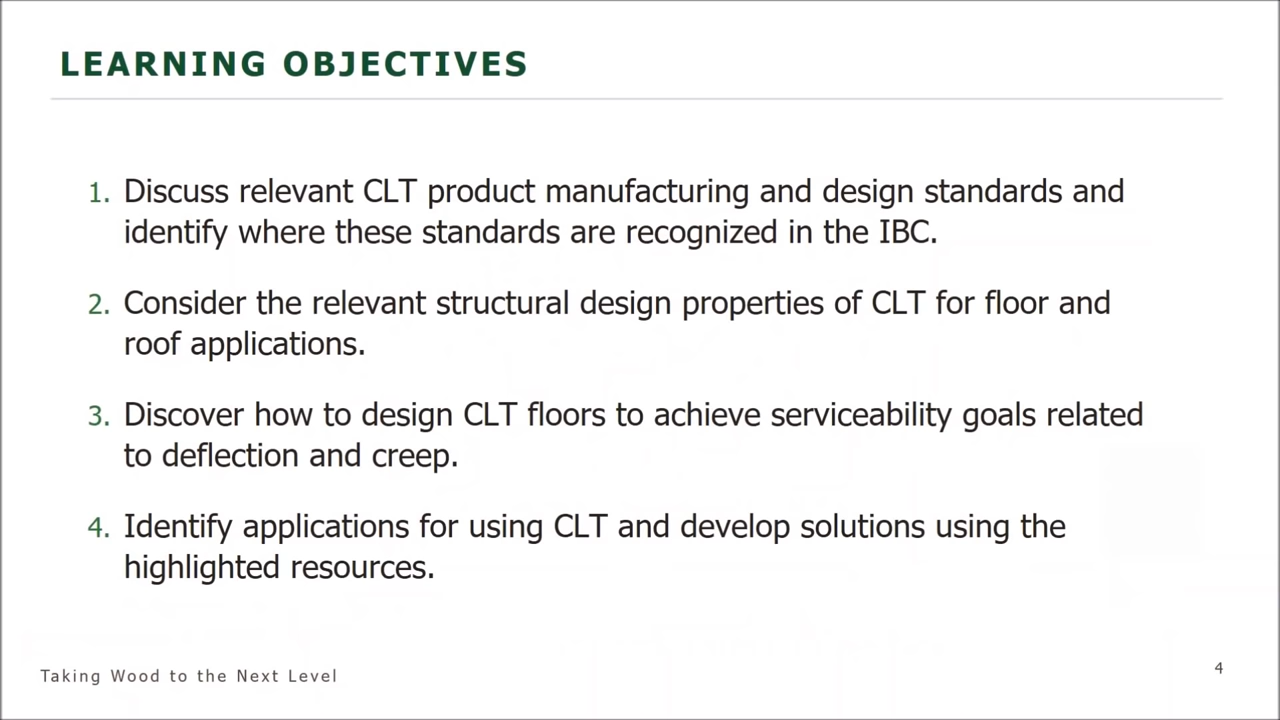 LEARNING OBJECTIVES
1. Discuss relevant CLT product manufacturing and design standards and
identify where these standards are recognized in the IBC.
2. Consider the relevant structural design properties of CLT for floor and
roof applications.
3. Discover how to design CLT floors to achieve serviceability goals related
to deflection and creep.
4. Identify applications for using CLT and develop solutions using the
highlighted resources.
Taking Wood to the Next Level
4